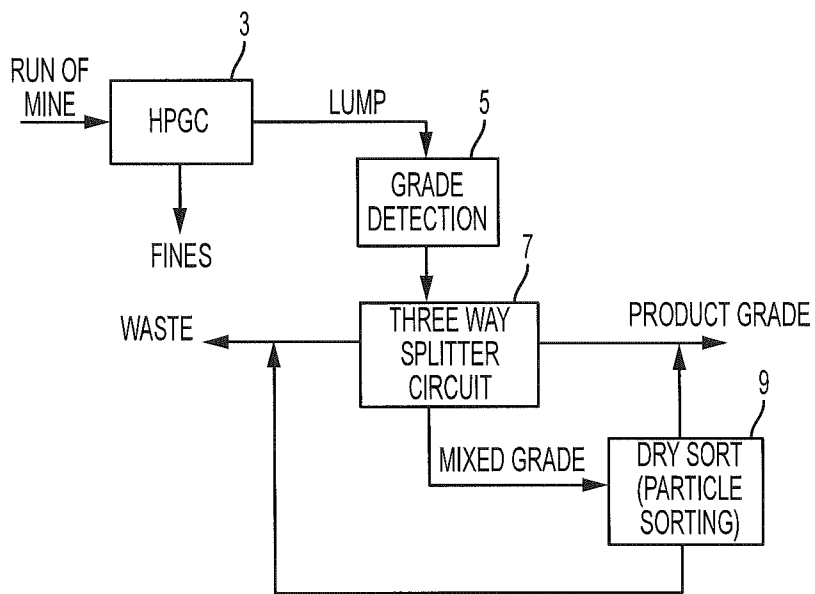 3
RUN OF
MINE
HPGC
LUMP
5
GRADE
DETECTION
FINES
7
WASTE
THREE WAY
SPLITTER
CIRCUIT
PRODUCT GRADE
9
MIXED GRADE
DRY SORT
(PARTICLE
SORTING)